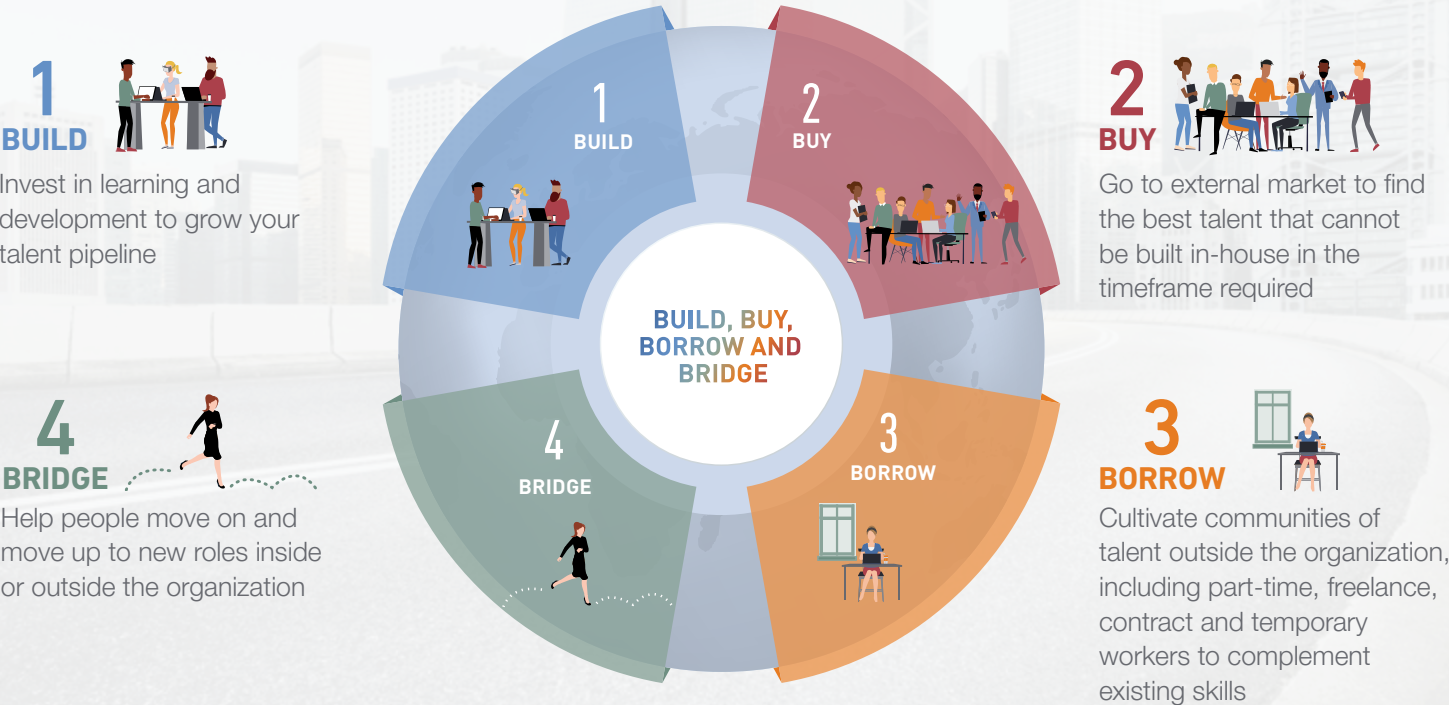 1
BUILD
Invest in learning and
development to grow your
talent pipeline
1
BUILD
2
BUY
2
BUY
Go to external market to find
the best talent that cannot
be built in-house in the
timeframe required
BUILD, BUY,
BORROW AND
BRIDGE
4
BRIDGE
Help people move on and
move up to new roles inside
or outside the organization
4
BRIDGE
3
BORROW
3
BORROW
Cultivate communities of
talent outside the organization,
including part-time, freelance,
contract and temporary
workers to complement
existing skills